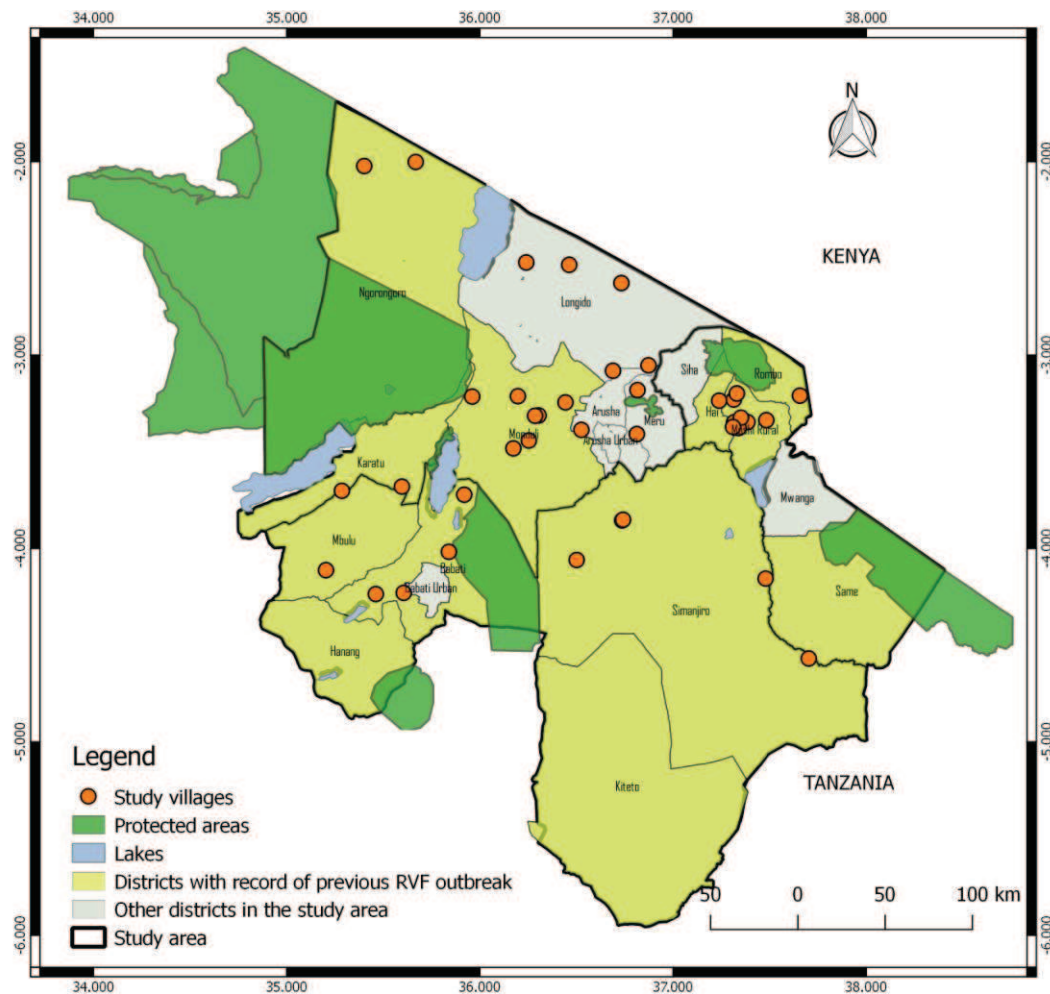 34.000 35.000 36.000 37.000 38.000
N
-2.000 -2.000
KENYA
Ngorongoro
Longido
-3.000 -3.000
Siha
Rombo
Arusha
Meru
Hai
Monduli
Arusha Urban
Moshi Rural
Karatu
Mwanga
Mbulu
-4.000 -4.000
Babati
Babati Urban
Same
Simanjiro
Hanang
-5.000 -5.000
Legend
TANZANIA
Kiteto
Study villages
Protected areas
Lakes
Districts with record of previous RVF outbreak
50 0 50 100 km
Other districts in the study area
Study area
-6.000 -6.000
34.000 35.000 36.000 37.000 38.000